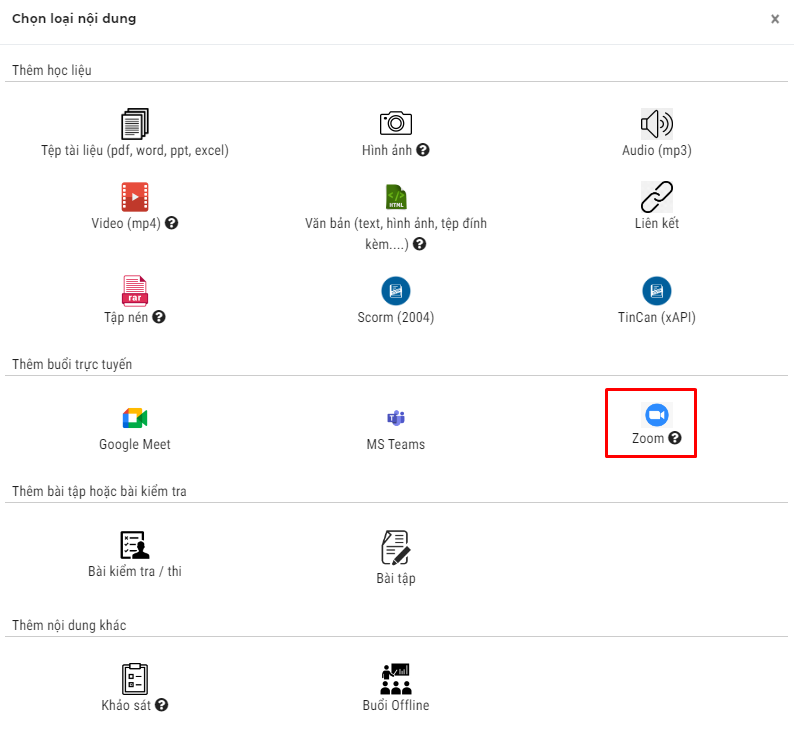 Chọn loại nội dung
×
Thêm học liệu
Tệp tài liệu (pdf, word, ppt, excel)
Hình ảnh ?
Audio (mp3)
Video (mp4) ?
HTML
Văn bản (text, hình ảnh, tệp đính
kèm....) ?
Liên kết
rar
Tập nén ?
Scorm (2004)
TinCan (xAPI)
Thêm buổi trực tuyến
Google Meet
MS Teams
Zoom ?
Thêm bài tập hoặc bài kiểm tra
Bài kiểm tra / thi
Bài tập
Thêm nội dung khác
Khảo sát ?
Buổi Offline